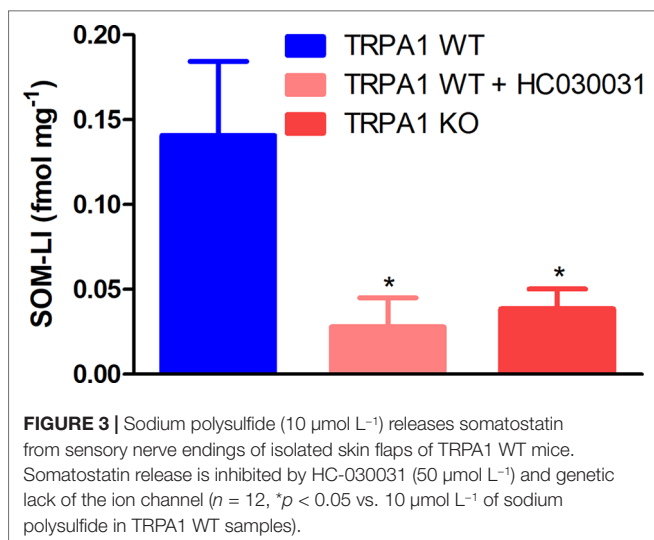 0.20
0.15
0.10
0.05
0.00
SOM-LI (fmol mg⁻¹)
TRPA1 WT
TRPA1 WT + HC030031
TRPA1 KO
*
*
FIGURE 3 | Sodium polysulfide (10 µmol L⁻¹) releases somatostatin
from sensory nerve endings of isolated skin flaps of TRPA1 WT mice.
Somatostatin release is inhibited by HC-030031 (50 µmol L⁻¹) and genetic
lack of the ion channel (n = 12, *p < 0.05 vs. 10 µmol L⁻¹ of sodium
polysulfide in TRPA1 WT samples).